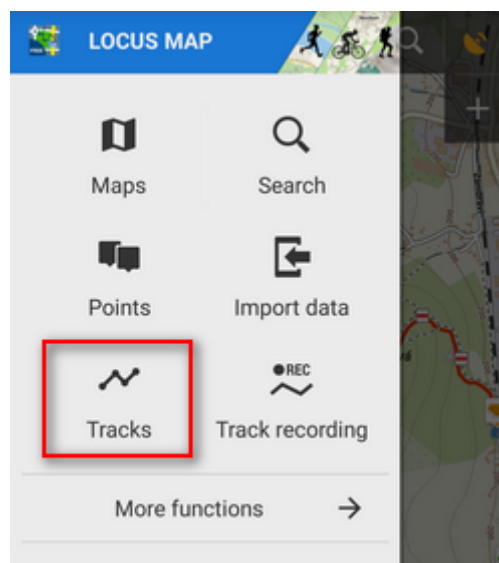 LOCUS MAP
Maps
Search
Points
Import data
REC
Tracks
Track recording
More functions